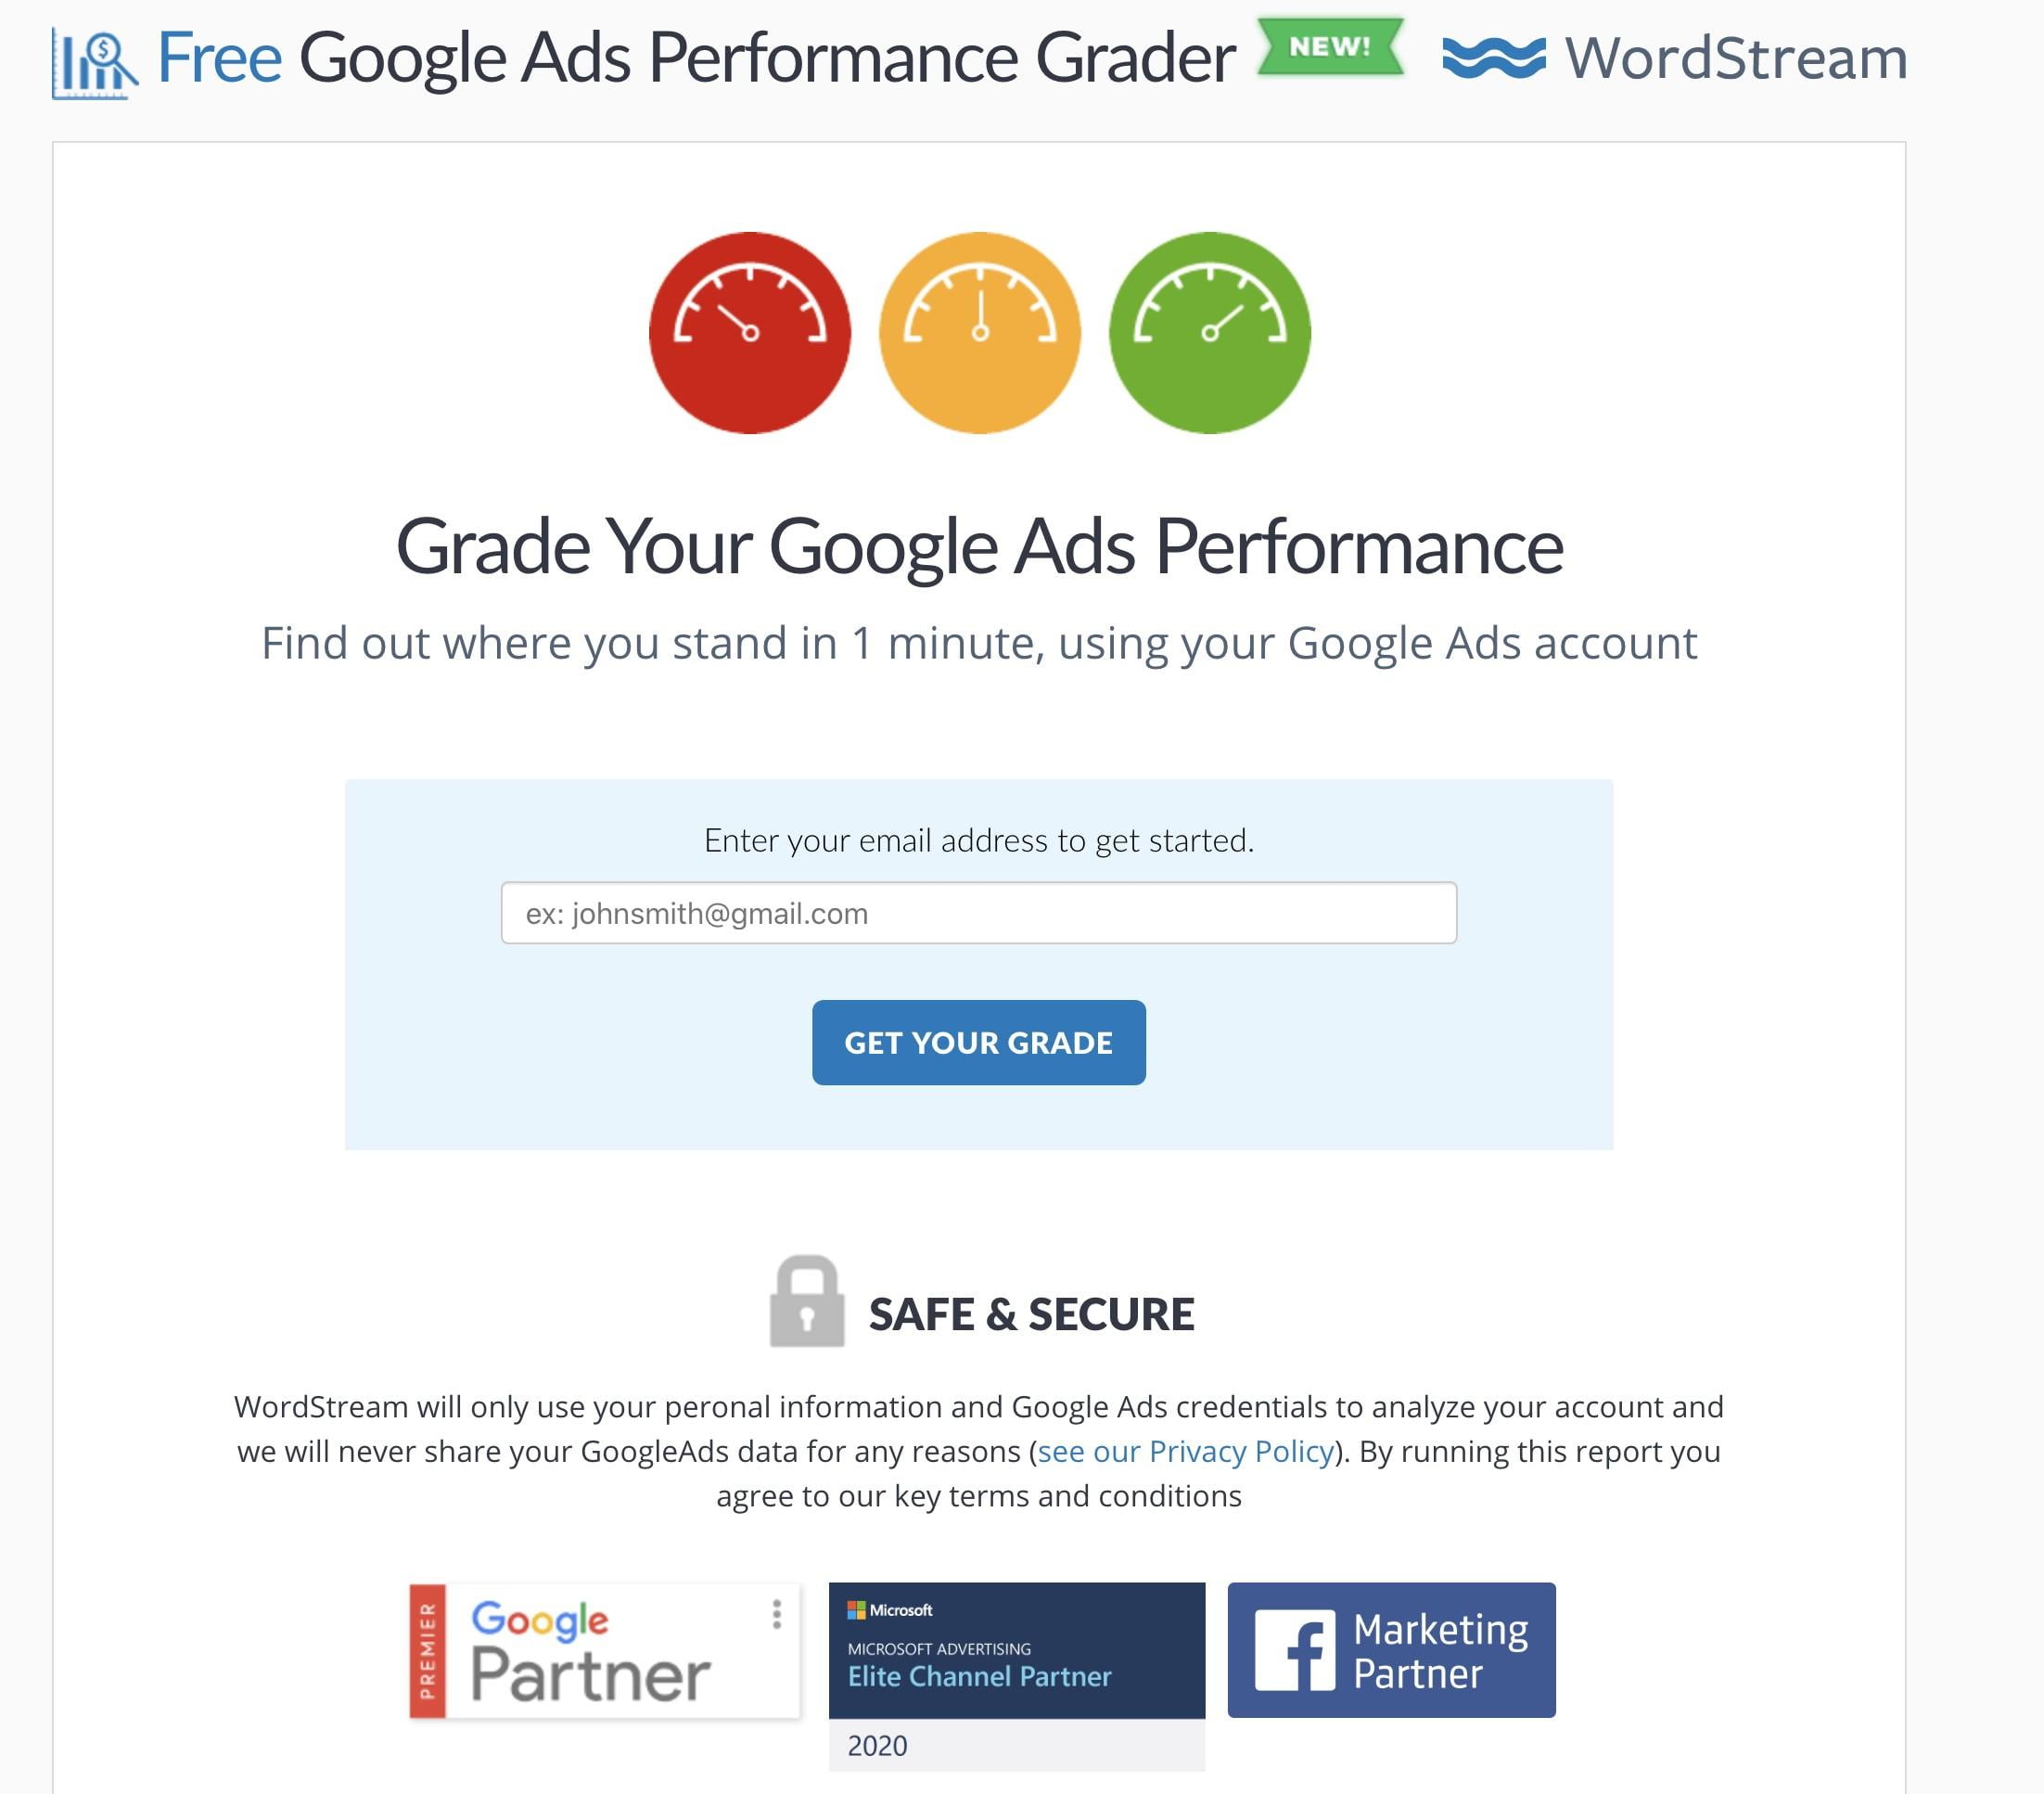 Free Google Ads Performance Grader NEW! WordStream
Grade Your Google Ads Performance
Find out where you stand in 1 minute, using your Google Ads account
Enter your email address to get started.
ex: johnsmith@gmail.com
GET YOUR GRADE
SAFE & SECURE
WordStream will only use your peronal information and Google Ads credentials to analyze your account and
we will never share your GoogleAds data for any reasons (see our Privacy Policy). By running this report you
agree to our key terms and conditions
PREMIER
Google
Partner
Microsoft
MICROSOFT ADVERTISING
Elite Channel Partner
2020
f
Marketing
Partner